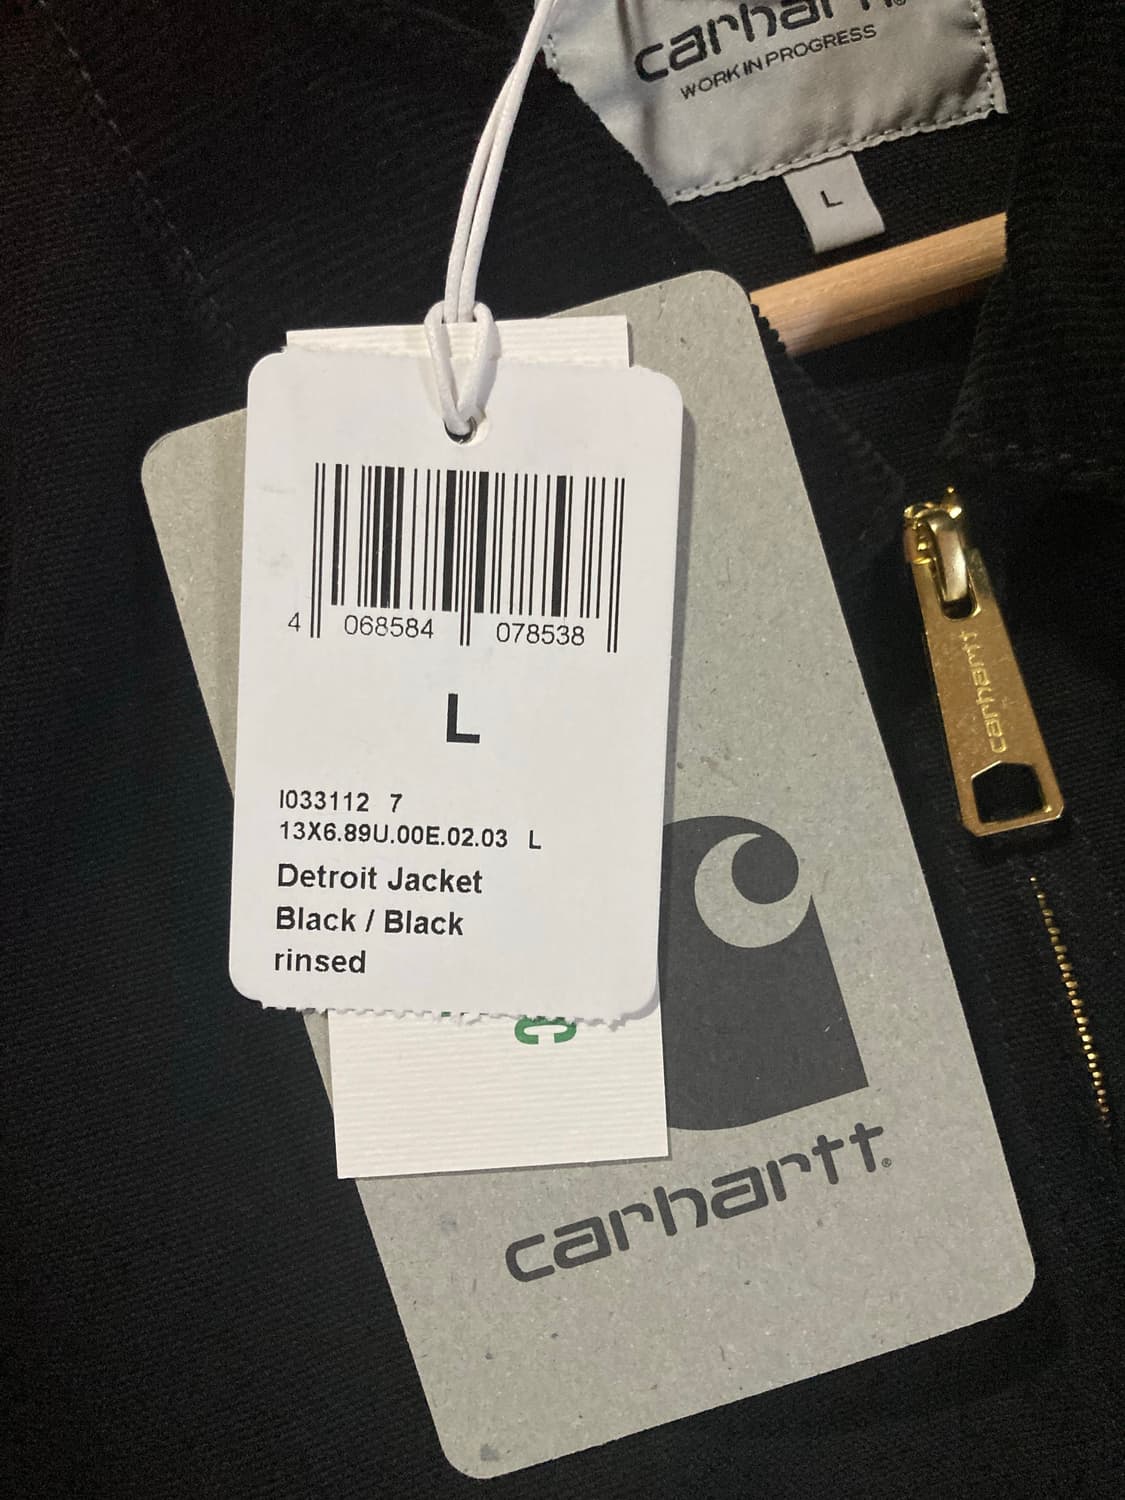 carhartt
WORK IN PROGRESS
L
4 068584 078538
L
I033112 7
13X6.89U.00E.02.03 L
Detroit Jacket
Black / Black
rinsed
carhartt
carhartt®